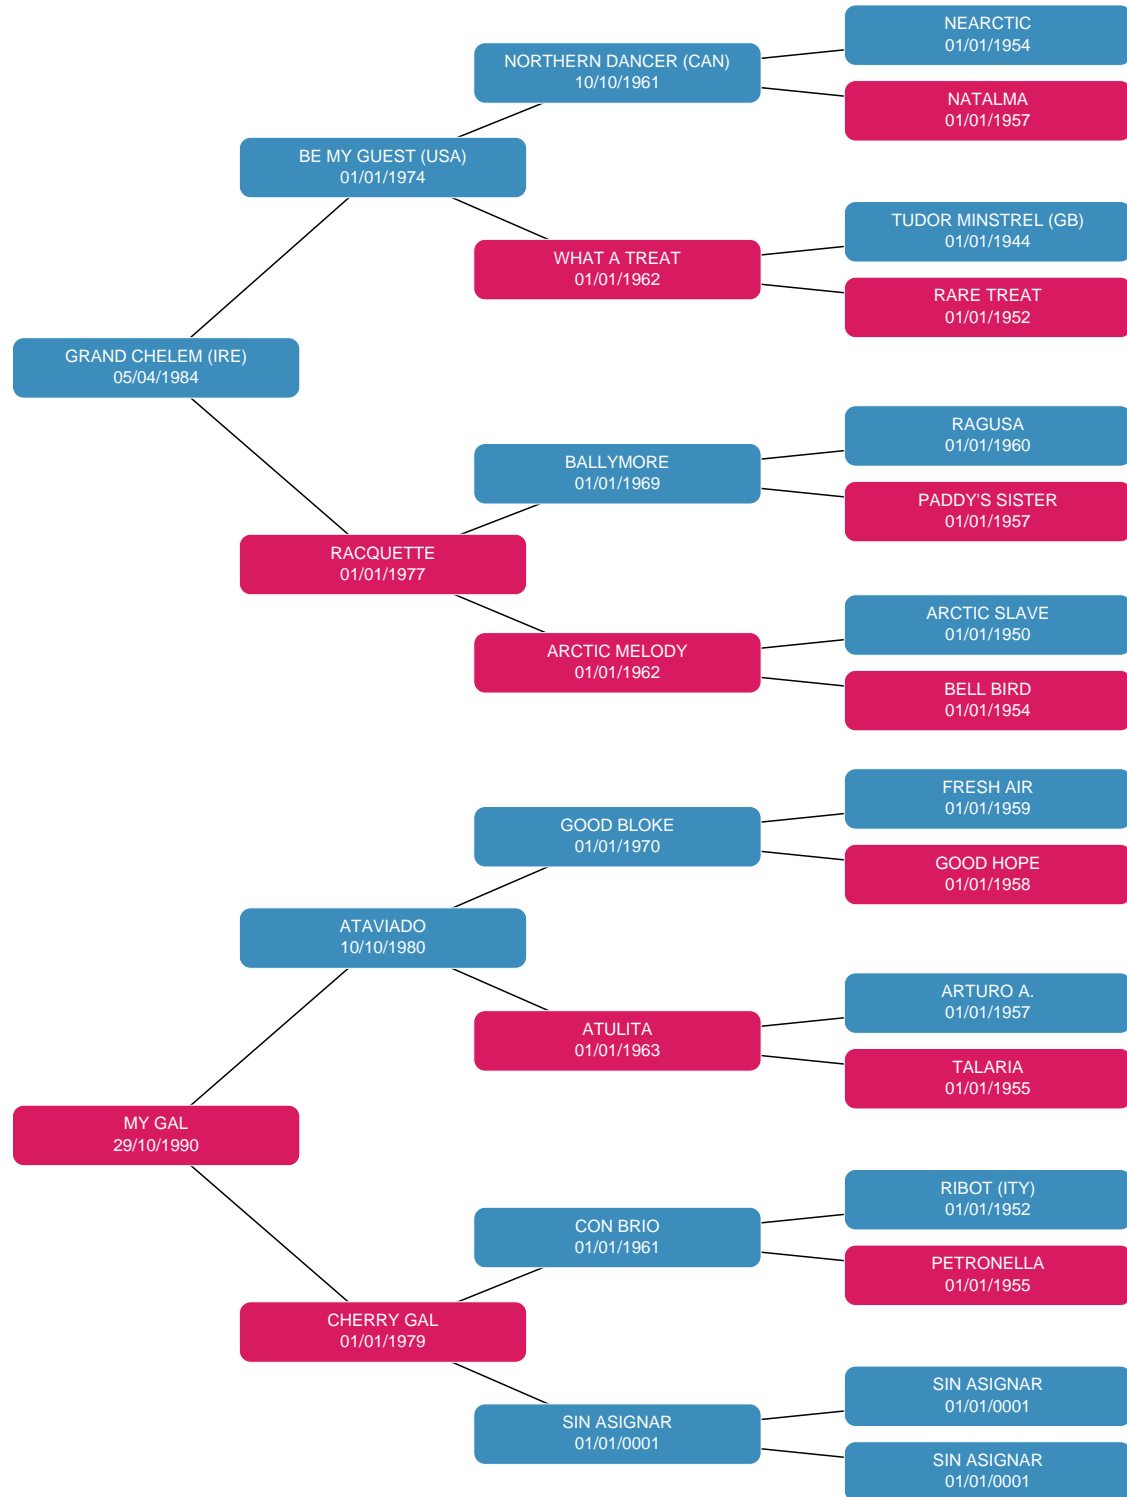 NEARCTIC
01/01/1954
NORTHERN DANCER (CAN)
10/10/1961
NATALMA
01/01/1957
BE MY GUEST (USA)
01/01/1974
TUDOR MINSTREL (GB)
01/01/1944
WHAT A TREAT
01/01/1962
RARE TREAT
01/01/1952
GRAND CHELEM (IRE)
05/04/1984
RAGUSA
01/01/1960
BALLYMORE
01/01/1969
PADDY'S SISTER
01/01/1957
RACQUETTE
01/01/1977
ARCTIC SLAVE
01/01/1950
ARCTIC MELODY
01/01/1962
BELL BIRD
01/01/1954
FRESH AIR
01/01/1959
GOOD BLOKE
01/01/1970
GOOD HOPE
01/01/1958
ATAVIADO
10/10/1980
ARTURO A.
01/01/1957
ATULITA
01/01/1963
TALARIA
01/01/1955
MY GAL
29/10/1990
RIBOT (ITY)
01/01/1952
CON BRIO
01/01/1961
PETRONELLA
01/01/1955
CHERRY GAL
01/01/1979
SIN ASIGNAR
01/01/0001
SIN ASIGNAR
01/01/0001
SIN ASIGNAR
01/01/0001